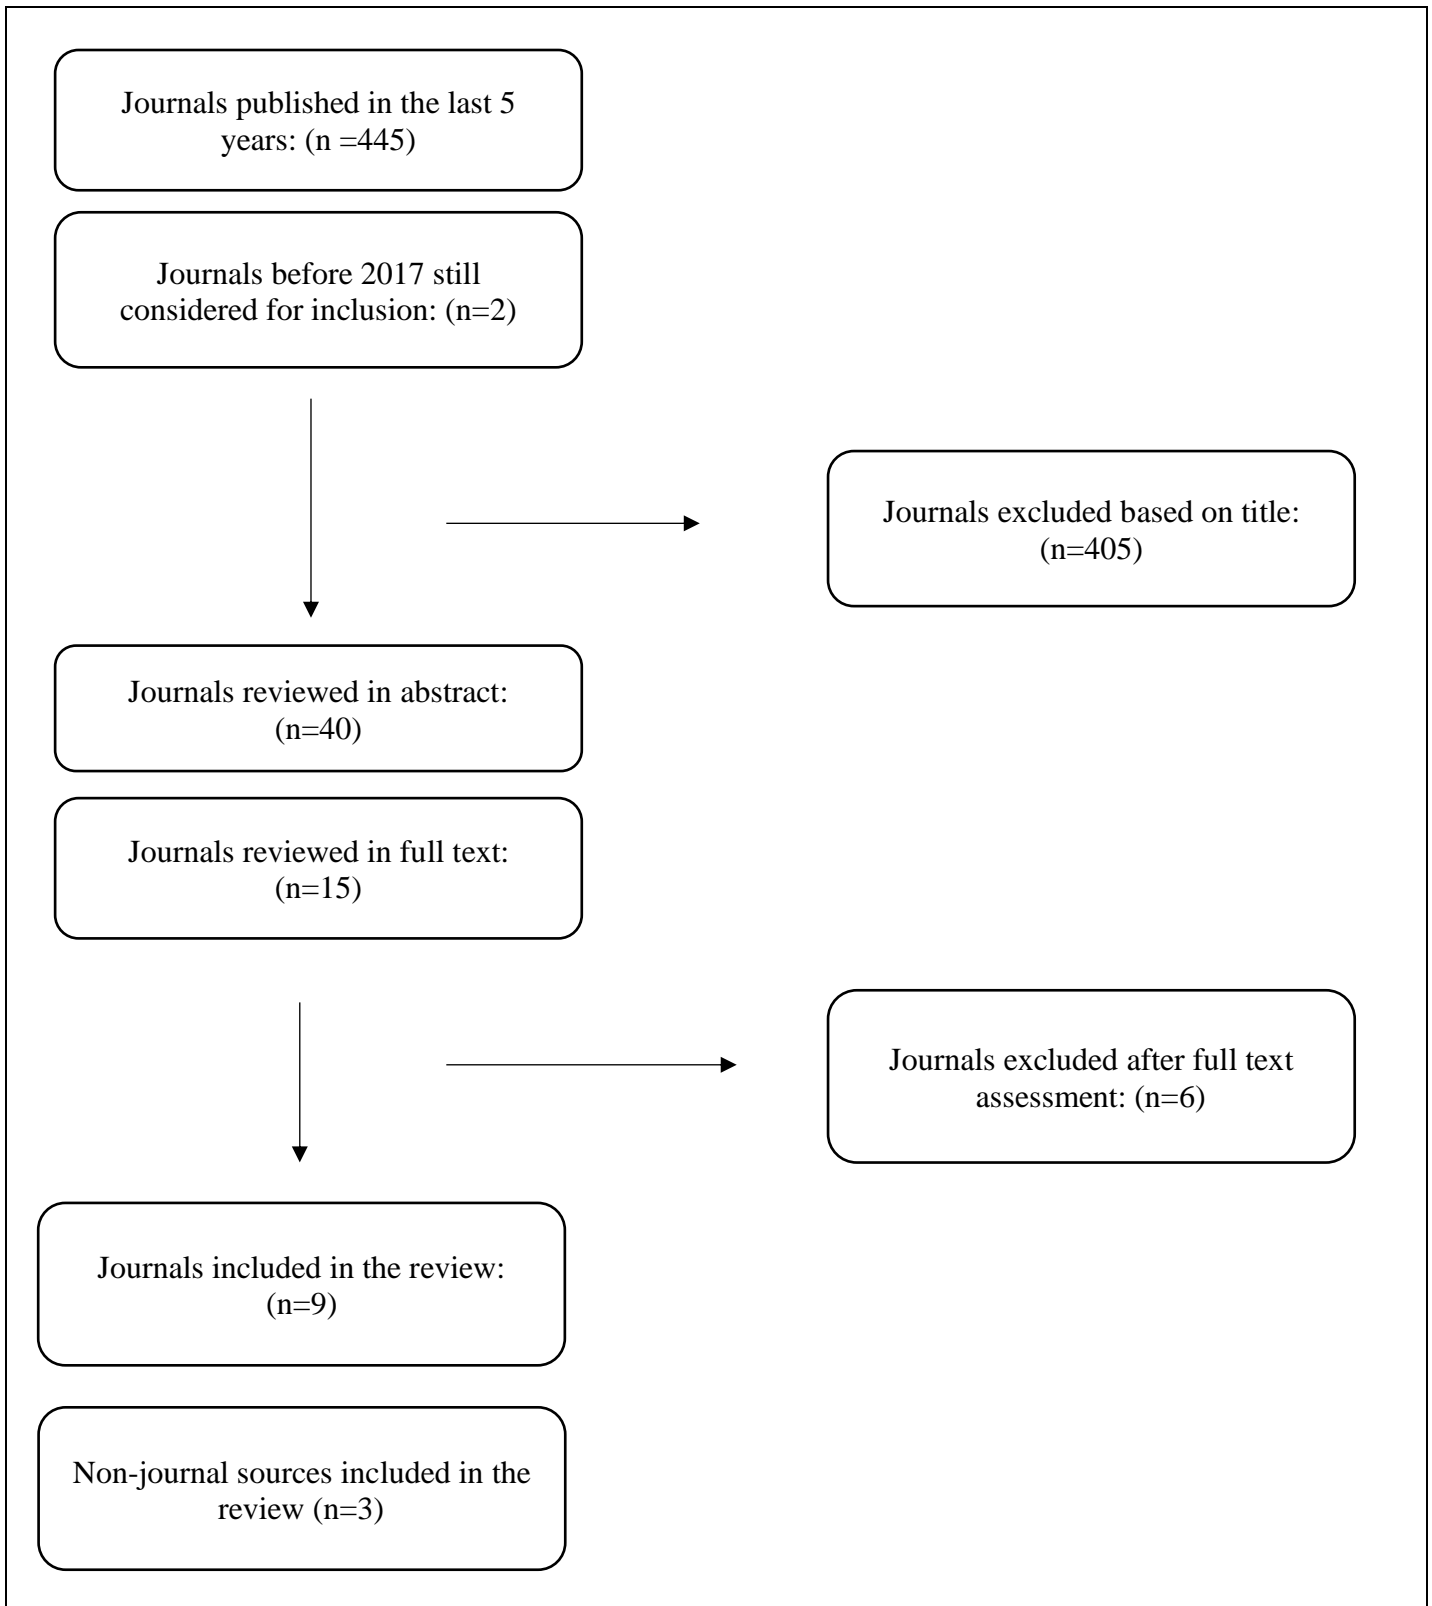 Journals published in the last 5
years: (n =445)
Journals before 2017 still
considered for inclusion: (n=2)
Journals excluded based on title:
(n=405)
Journals reviewed in abstract:
(n=40)
Journals reviewed in full text:
(n=15)
Journals excluded after full text
assessment: (n=6)
Journals included in the review:
(n=9)
Non-journal sources included in the
review (n=3)